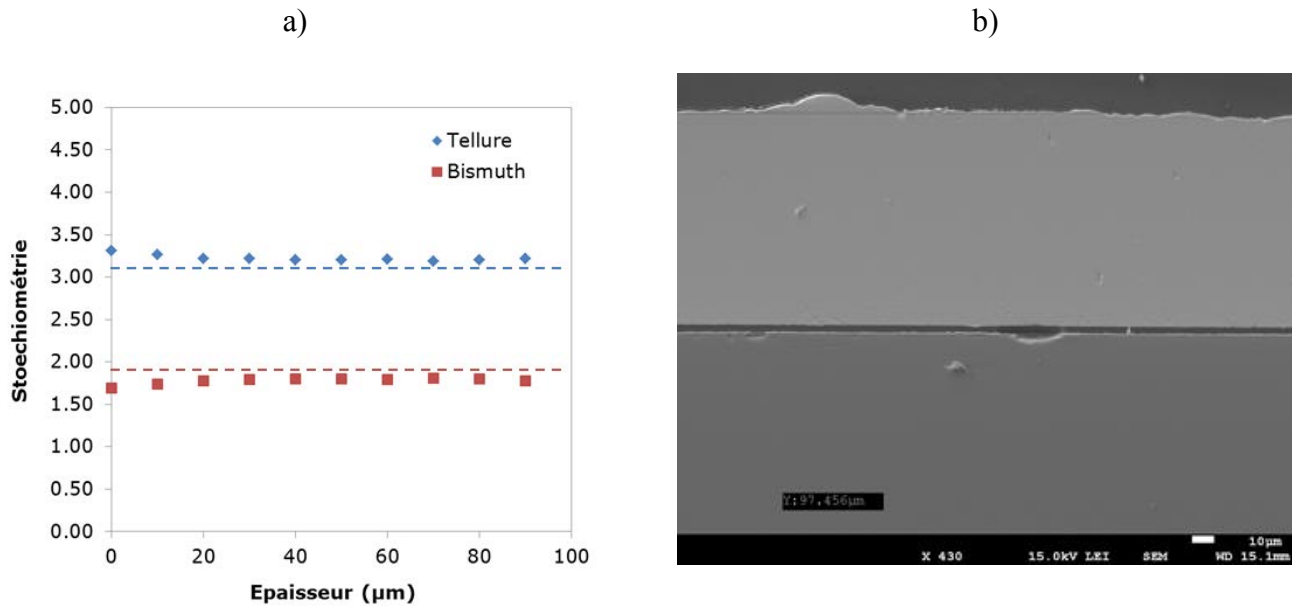 a)
b)
5.00
4.50
4.00
3.50
3.00
2.50
2.00
1.50
1.00
0.50
0.00
Stoechiométrie
Tellure
Bismuth
0
20
40
60
80
100
Epaisseur (µm)
Y:97.456µm
10µm
X 430
15.0kV LEI
SEM
WD 15.1mm